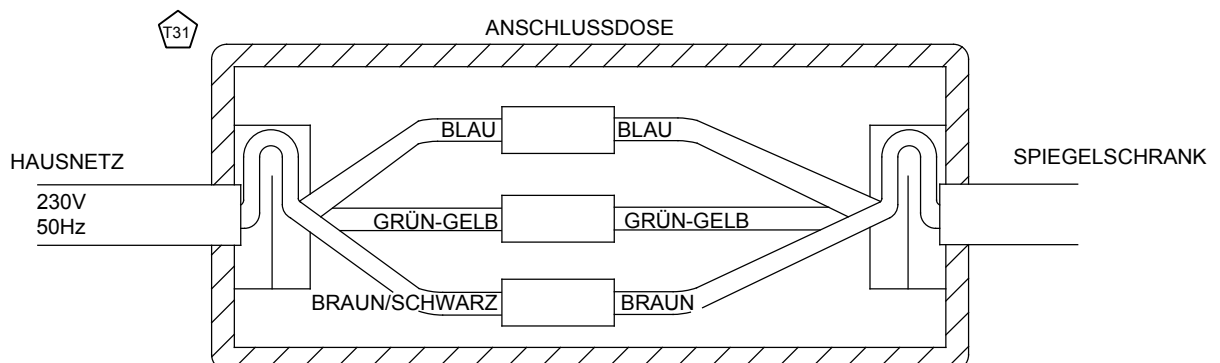 T31
ANSCHLUSSDOSE
BLAU
BLAU
HAUSNETZ
SPIEGELSCHRANK
230V
50Hz
GRÜN-GELB
GRÜN-GELB
BRAUN/SCHWARZ
BRAUN